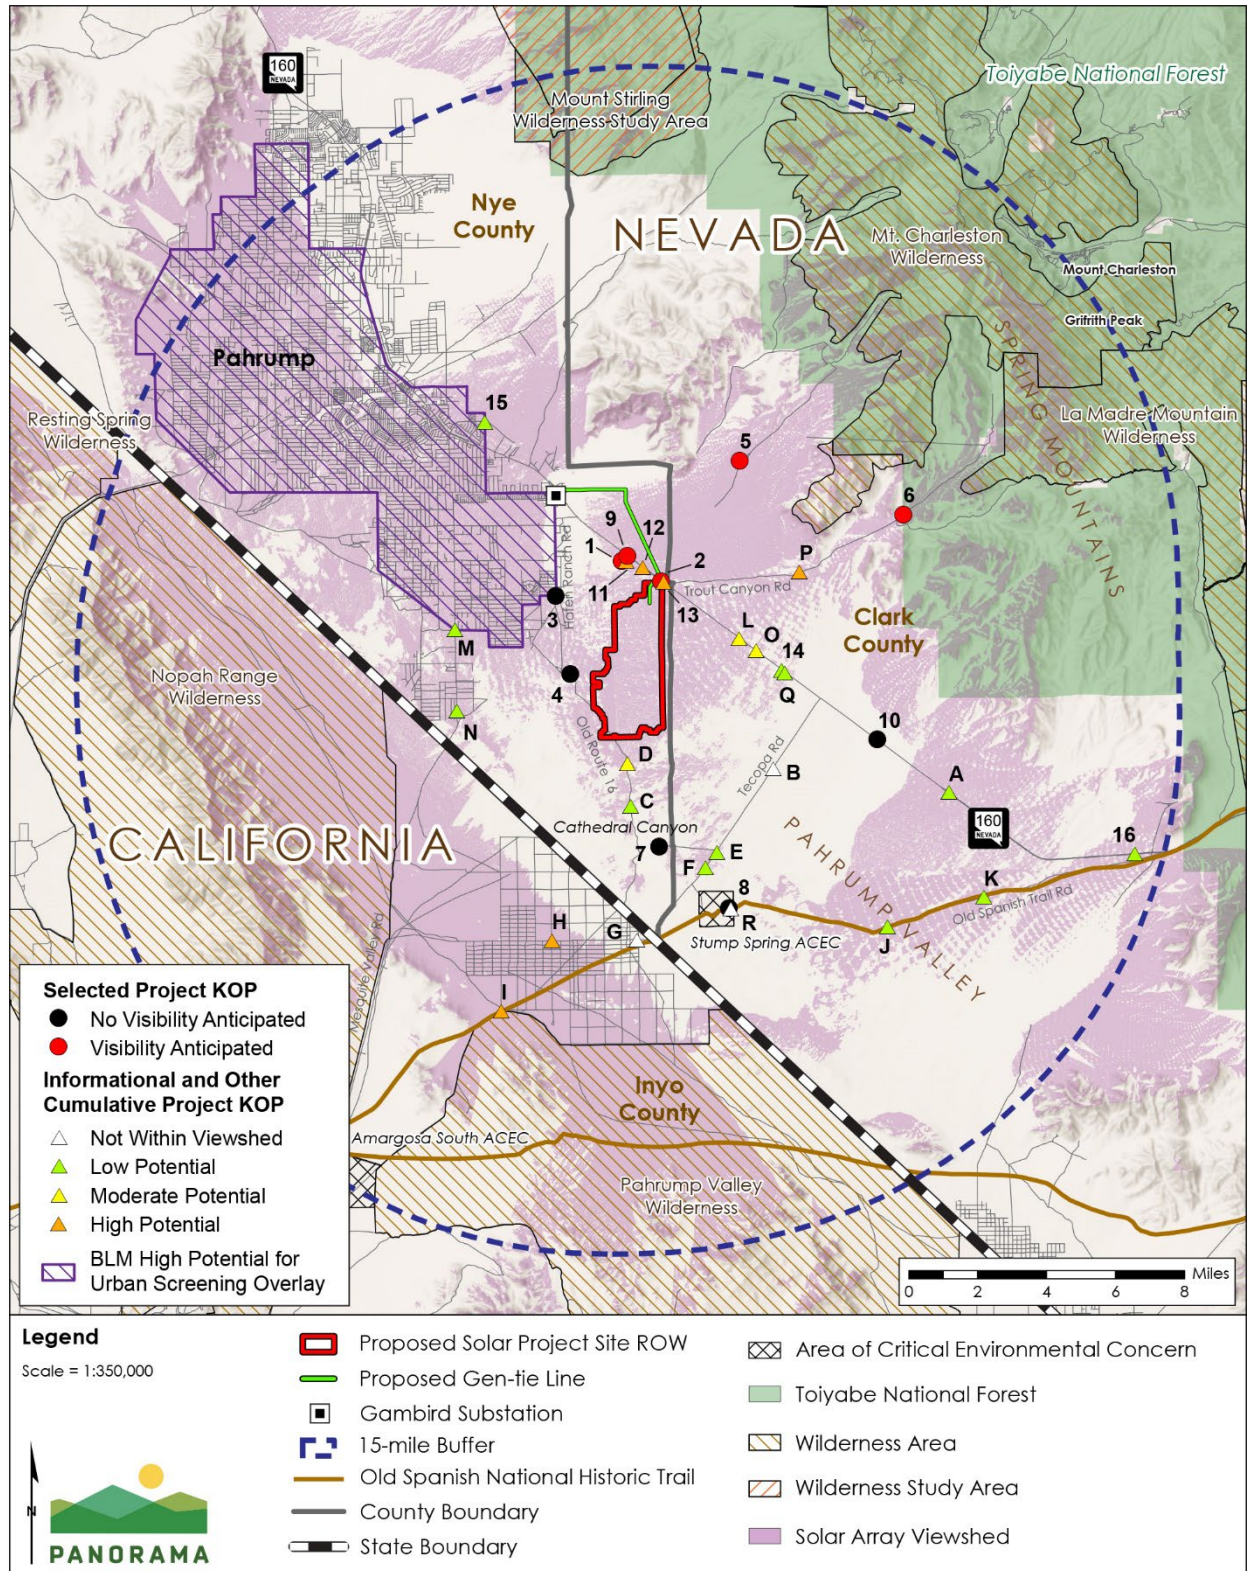 160
NEVADA
Toiyabe National Forest
Mount Stirling
Wilderness Study Area
Nye
County
NEVADA
Mt. Charleston
Wilderness
Mount Charleston
Grifrith Peak
SPRING MOUNTAINS
Pahrump
Resting Spring
Wilderness
La Madre Mountain
Wilderness
15
5
6
9
12
1
2
P
11
Trout Canyon Rd
13
Hafen Ranch Rd
3
L
O
Clark
County
M
14
Nopah Range
Wilderness
4
Q
N
10
Old Route 16
D
Tecopa Rd
B
A
C
CALIFORNIA
Cathedral Canyon
160
NEVADA
PAHRUMP VALLEY
7
E
16
F
K
8
Old Spanish Trail Rd
H
G
R
Stump Spring ACEC
J
Mesquite Valley Rd
I
Inyo
County
Amargosa South ACEC
Pahrump Valley
Wilderness
Selected Project KOP
No Visibility Anticipated
Visibility Anticipated
Informational and Other
Cumulative Project KOP
Not Within Viewshed
Low Potential
Moderate Potential
High Potential
BLM High Potential for
Urban Screening Overlay
Miles
0 2 4 6 8
Legend
Scale = 1:350,000
N
PANORAMA
Proposed Solar Project Site ROW
Proposed Gen-tie Line
Gambird Substation
15-mile Buffer
Old Spanish National Historic Trail
County Boundary
State Boundary
Area of Critical Environmental Concern
Toiyabe National Forest
Wilderness Area
Wilderness Study Area
Solar Array Viewshed